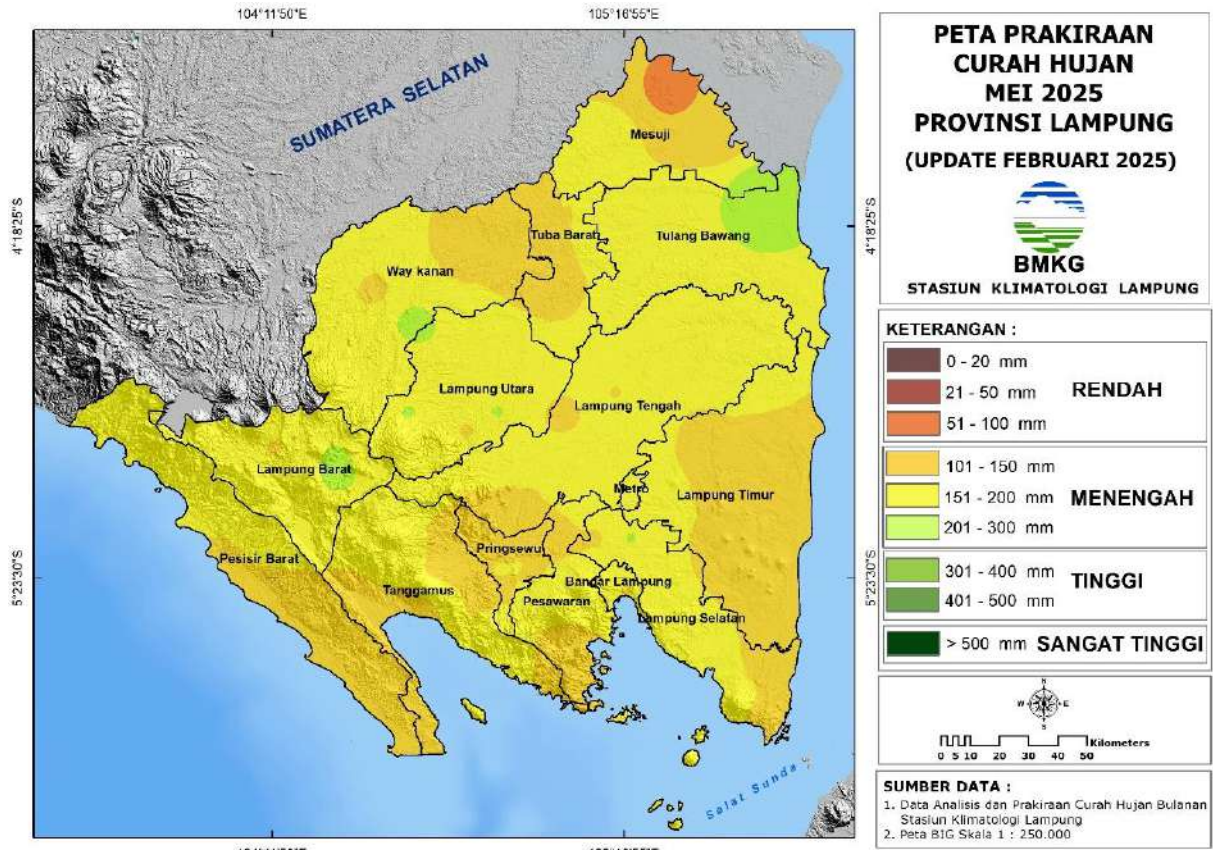 104°11'50"E
105°16'55"E
SUMATERA SELATAN
Mesuji
4°18'25"S
Tuba Barat
Tulang Bawang
4°18'25"S
Way kanan
Lampung Utara
Lampung Tengah
Lampung Barat
Metro
Lampung Timur
Pesisir Barat
Pringsewu
5°23'30"S
Tanggamus
Bandar Lampung
5°23'30"S
Pesawaran
Lampung Selatan
Selat Sunda
PETA PRAKIRAAN
CURAH HUJAN
MEI 2025
PROVINSI LAMPUNG
(UPDATE FEBRUARI 2025)
BMKG
STASIUN KLIMATOLOGI LAMPUNG
KETERANGAN :
0 - 20 mm
21 - 50 mm
RENDAH
51 - 100 mm
101 - 150 mm
151 - 200 mm
MENENGAH
201 - 300 mm
301 - 400 mm
TINGGI
401 - 500 mm
> 500 mm SANGAT TINGGI
N
W E
S
Kilometers
0 5 10 20 30 40 50
SUMBER DATA :
1. Data Analisis dan Prakiraan Curah Hujan Bulanan
Stasiun Klimatologi Lampung
2. Peta BIG Skala 1 : 250.000